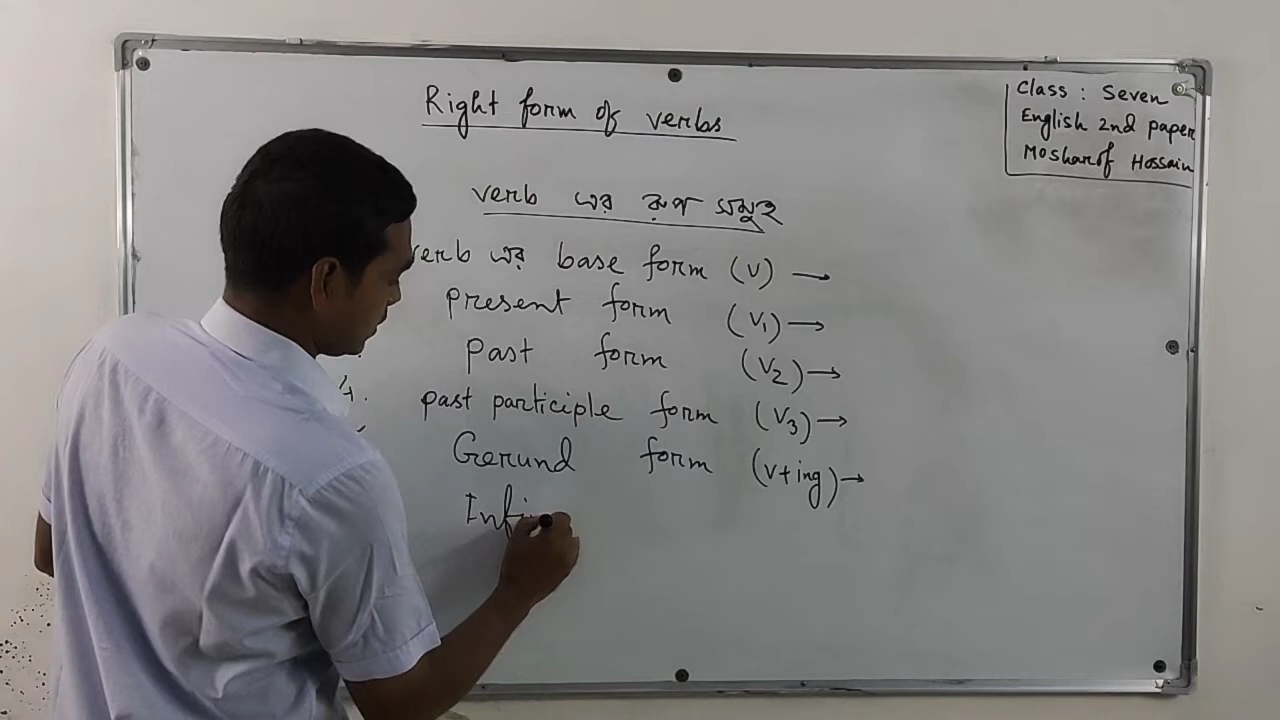 Right form of verbs
Class : Seven
English 2nd paper
Mosharof Hossain
verb এর রূপ সমূহ
verb এর base form (V) →
present form (V₁) →
past form (V₂) →
4. past participle form (V₃) →
Gerund form (V+ing) →
Infi